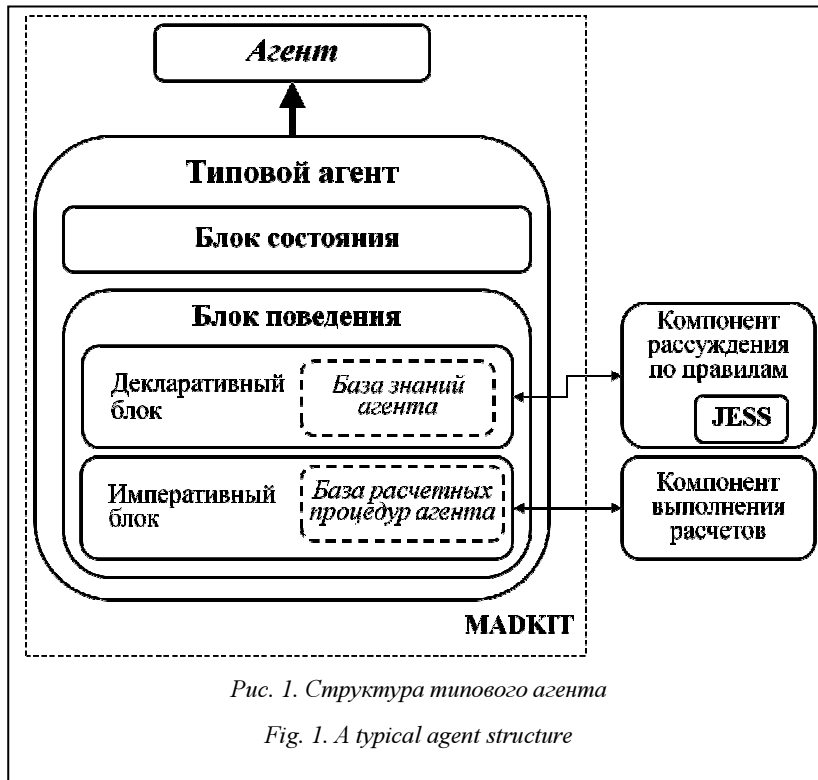 Агент
Типовой агент
Блок состояния
Блок поведения
Декларативный
блок
База знаний
агента
Императивный
блок
База расчетных
процедур агента
MADKIT
Компонент
рассуждения
по правилам
JESS
Компонент
выполнения
расчетов
Рис. 1. Структура типового агента
Fig. 1. A typical agent structure